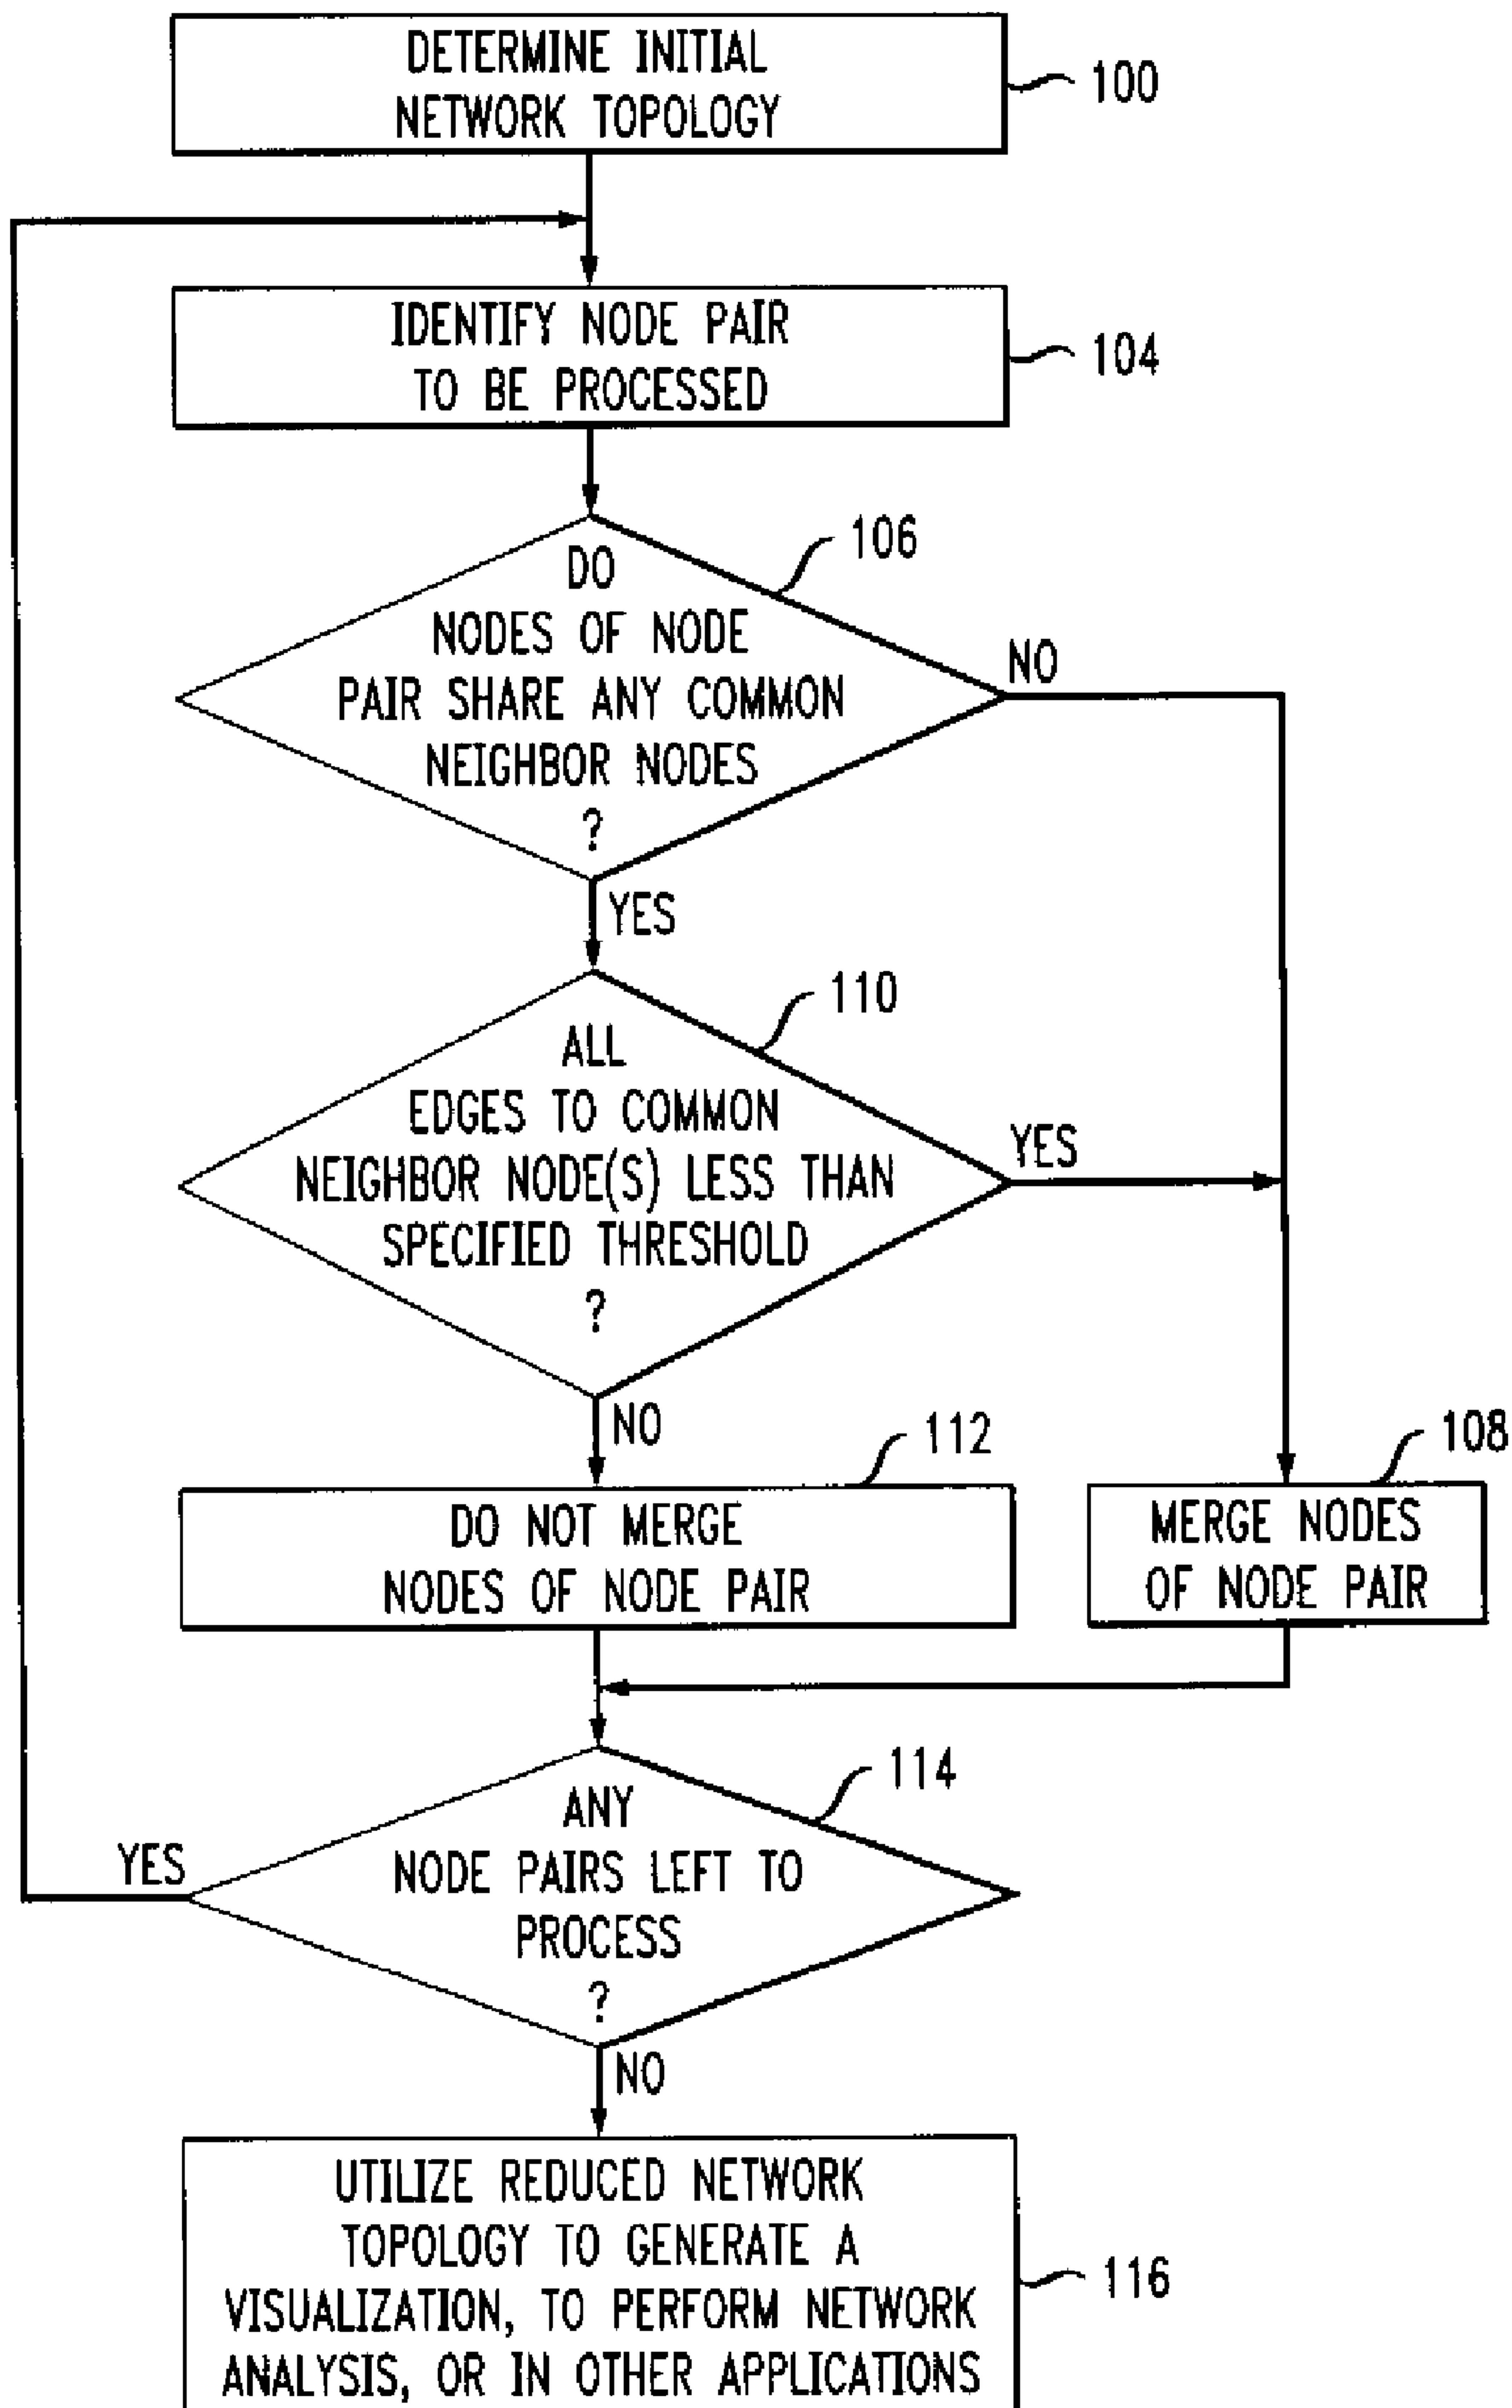 DETERMINE INITIAL
NETWORK TOPOLOGY
100
IDENTIFY NODE PAIR
TO BE PROCESSED
104
106
DO
NODES OF NODE
PAIR SHARE ANY COMMON
NEIGHBOR NODES
?
NO
YES
110
ALL
EDGES TO COMMON
NEIGHBOR NODE(S) LESS THAN
SPECIFIED THRESHOLD
?
YES
NO
112
DO NOT MERGE
NODES OF NODE PAIR
108
MERGE NODES
OF NODE PAIR
114
ANY
NODE PAIRS LEFT TO
PROCESS
?
YES
NO
UTILIZE REDUCED NETWORK
TOPOLOGY TO GENERATE A
VISUALIZATION, TO PERFORM NETWORK
ANALYSIS, OR IN OTHER APPLICATIONS
116